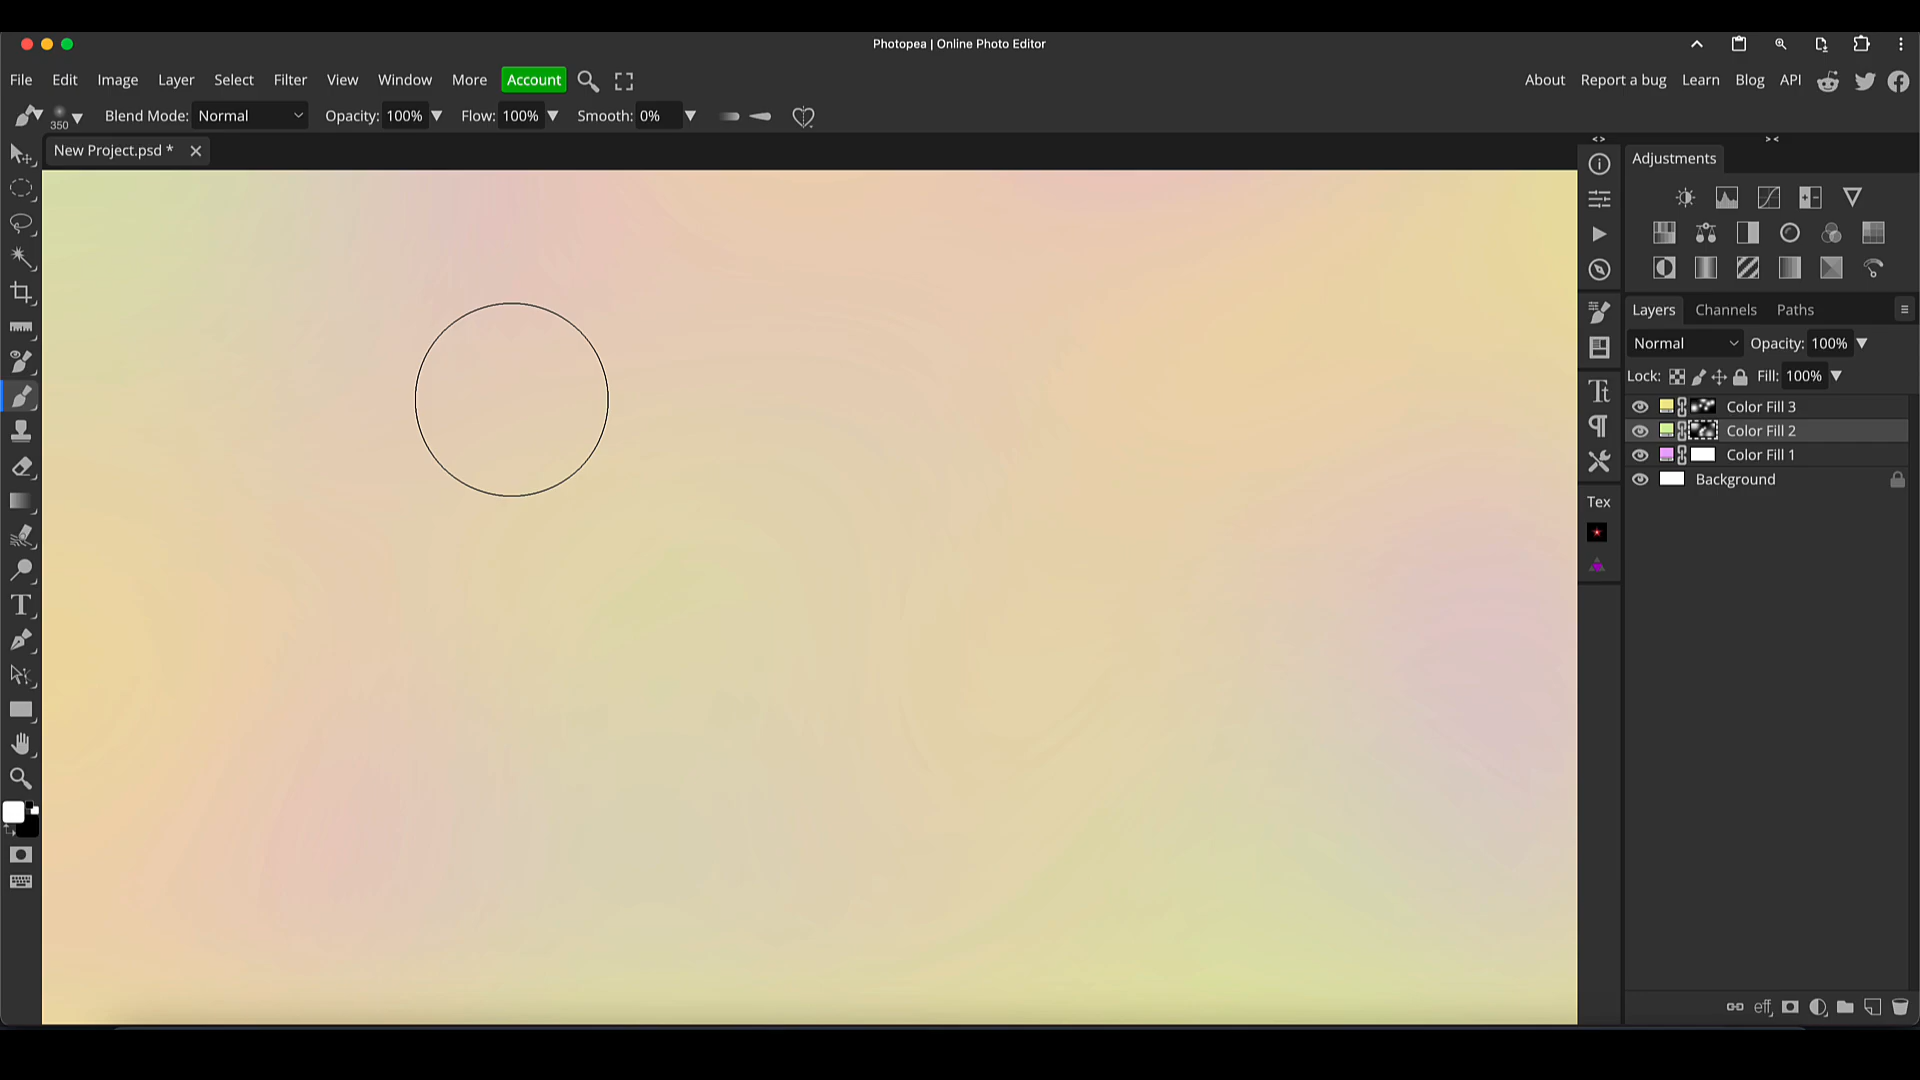 Photopea | Online Photo Editor
File Edit Image Layer Select Filter View Window More Account
About Report a bug Learn Blog API
350 Blend Mode: Normal Opacity: 100% Flow: 100% Smooth: 0%
New Project.psd *
Adjustments
Layers Channels Paths
Normal Opacity: 100%
Lock: Fill: 100%
Color Fill 3
Color Fill 2
Color Fill 1
Background
Tex
eff